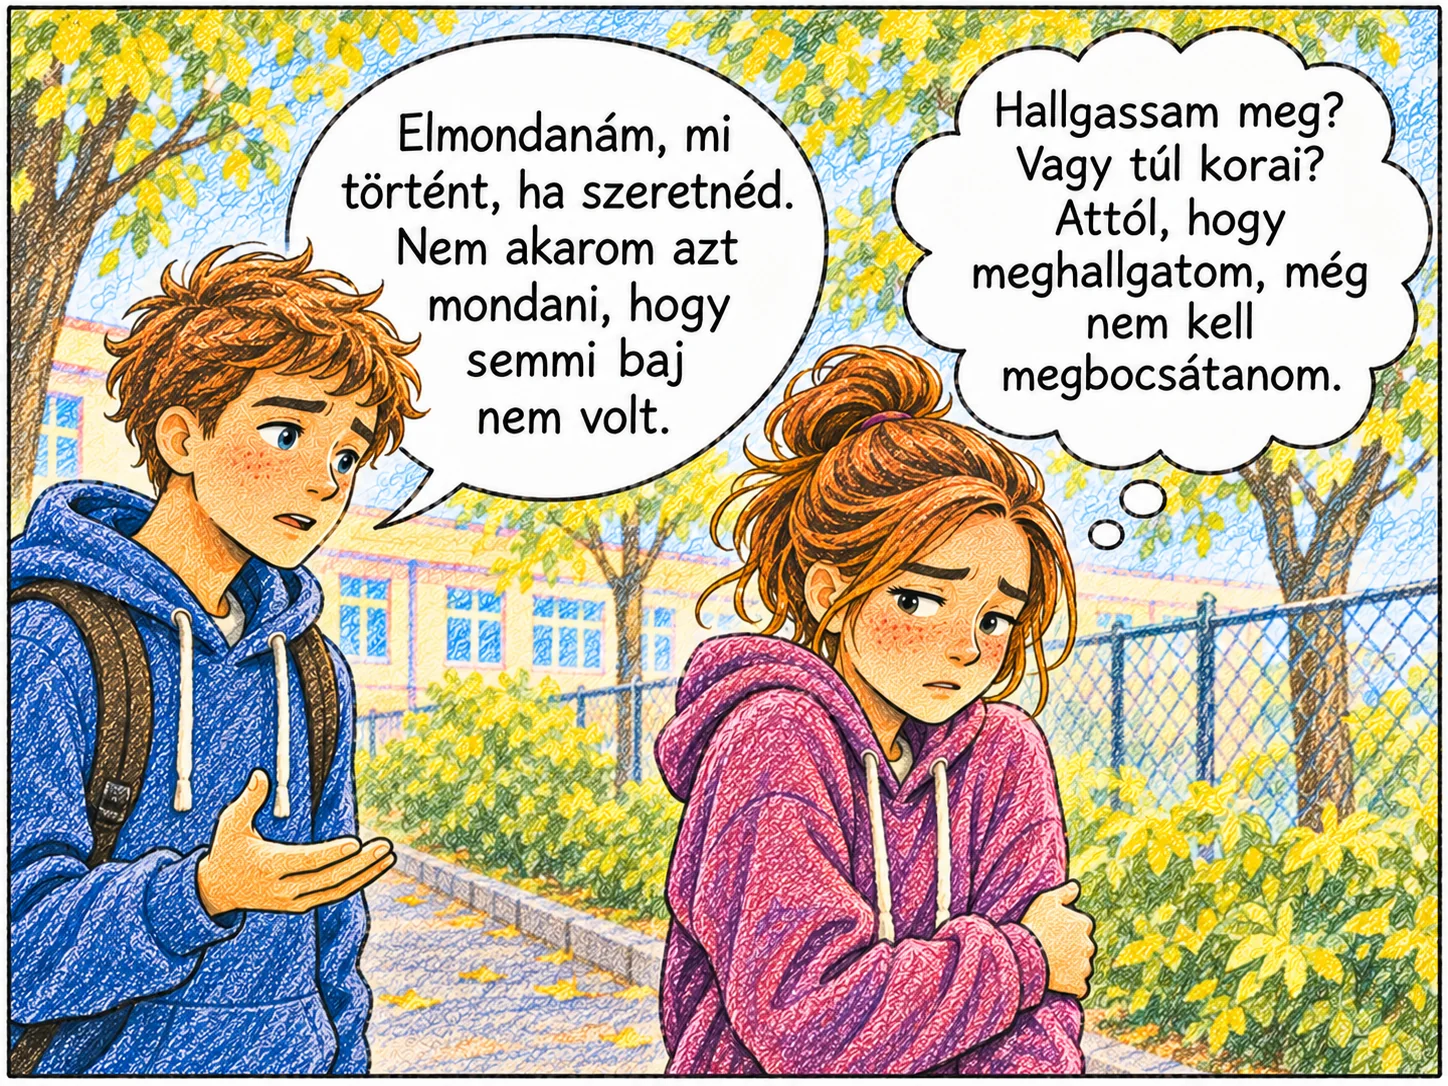 Elmondanám, mi
történt, ha szeretnéd.
Nem akarom azt
mondani, hogy
semmi baj
nem volt.
Hallgassam meg?
Vagy túl korai?
Attól, hogy
meghallgatom, még
nem kell
megbocsátanom.